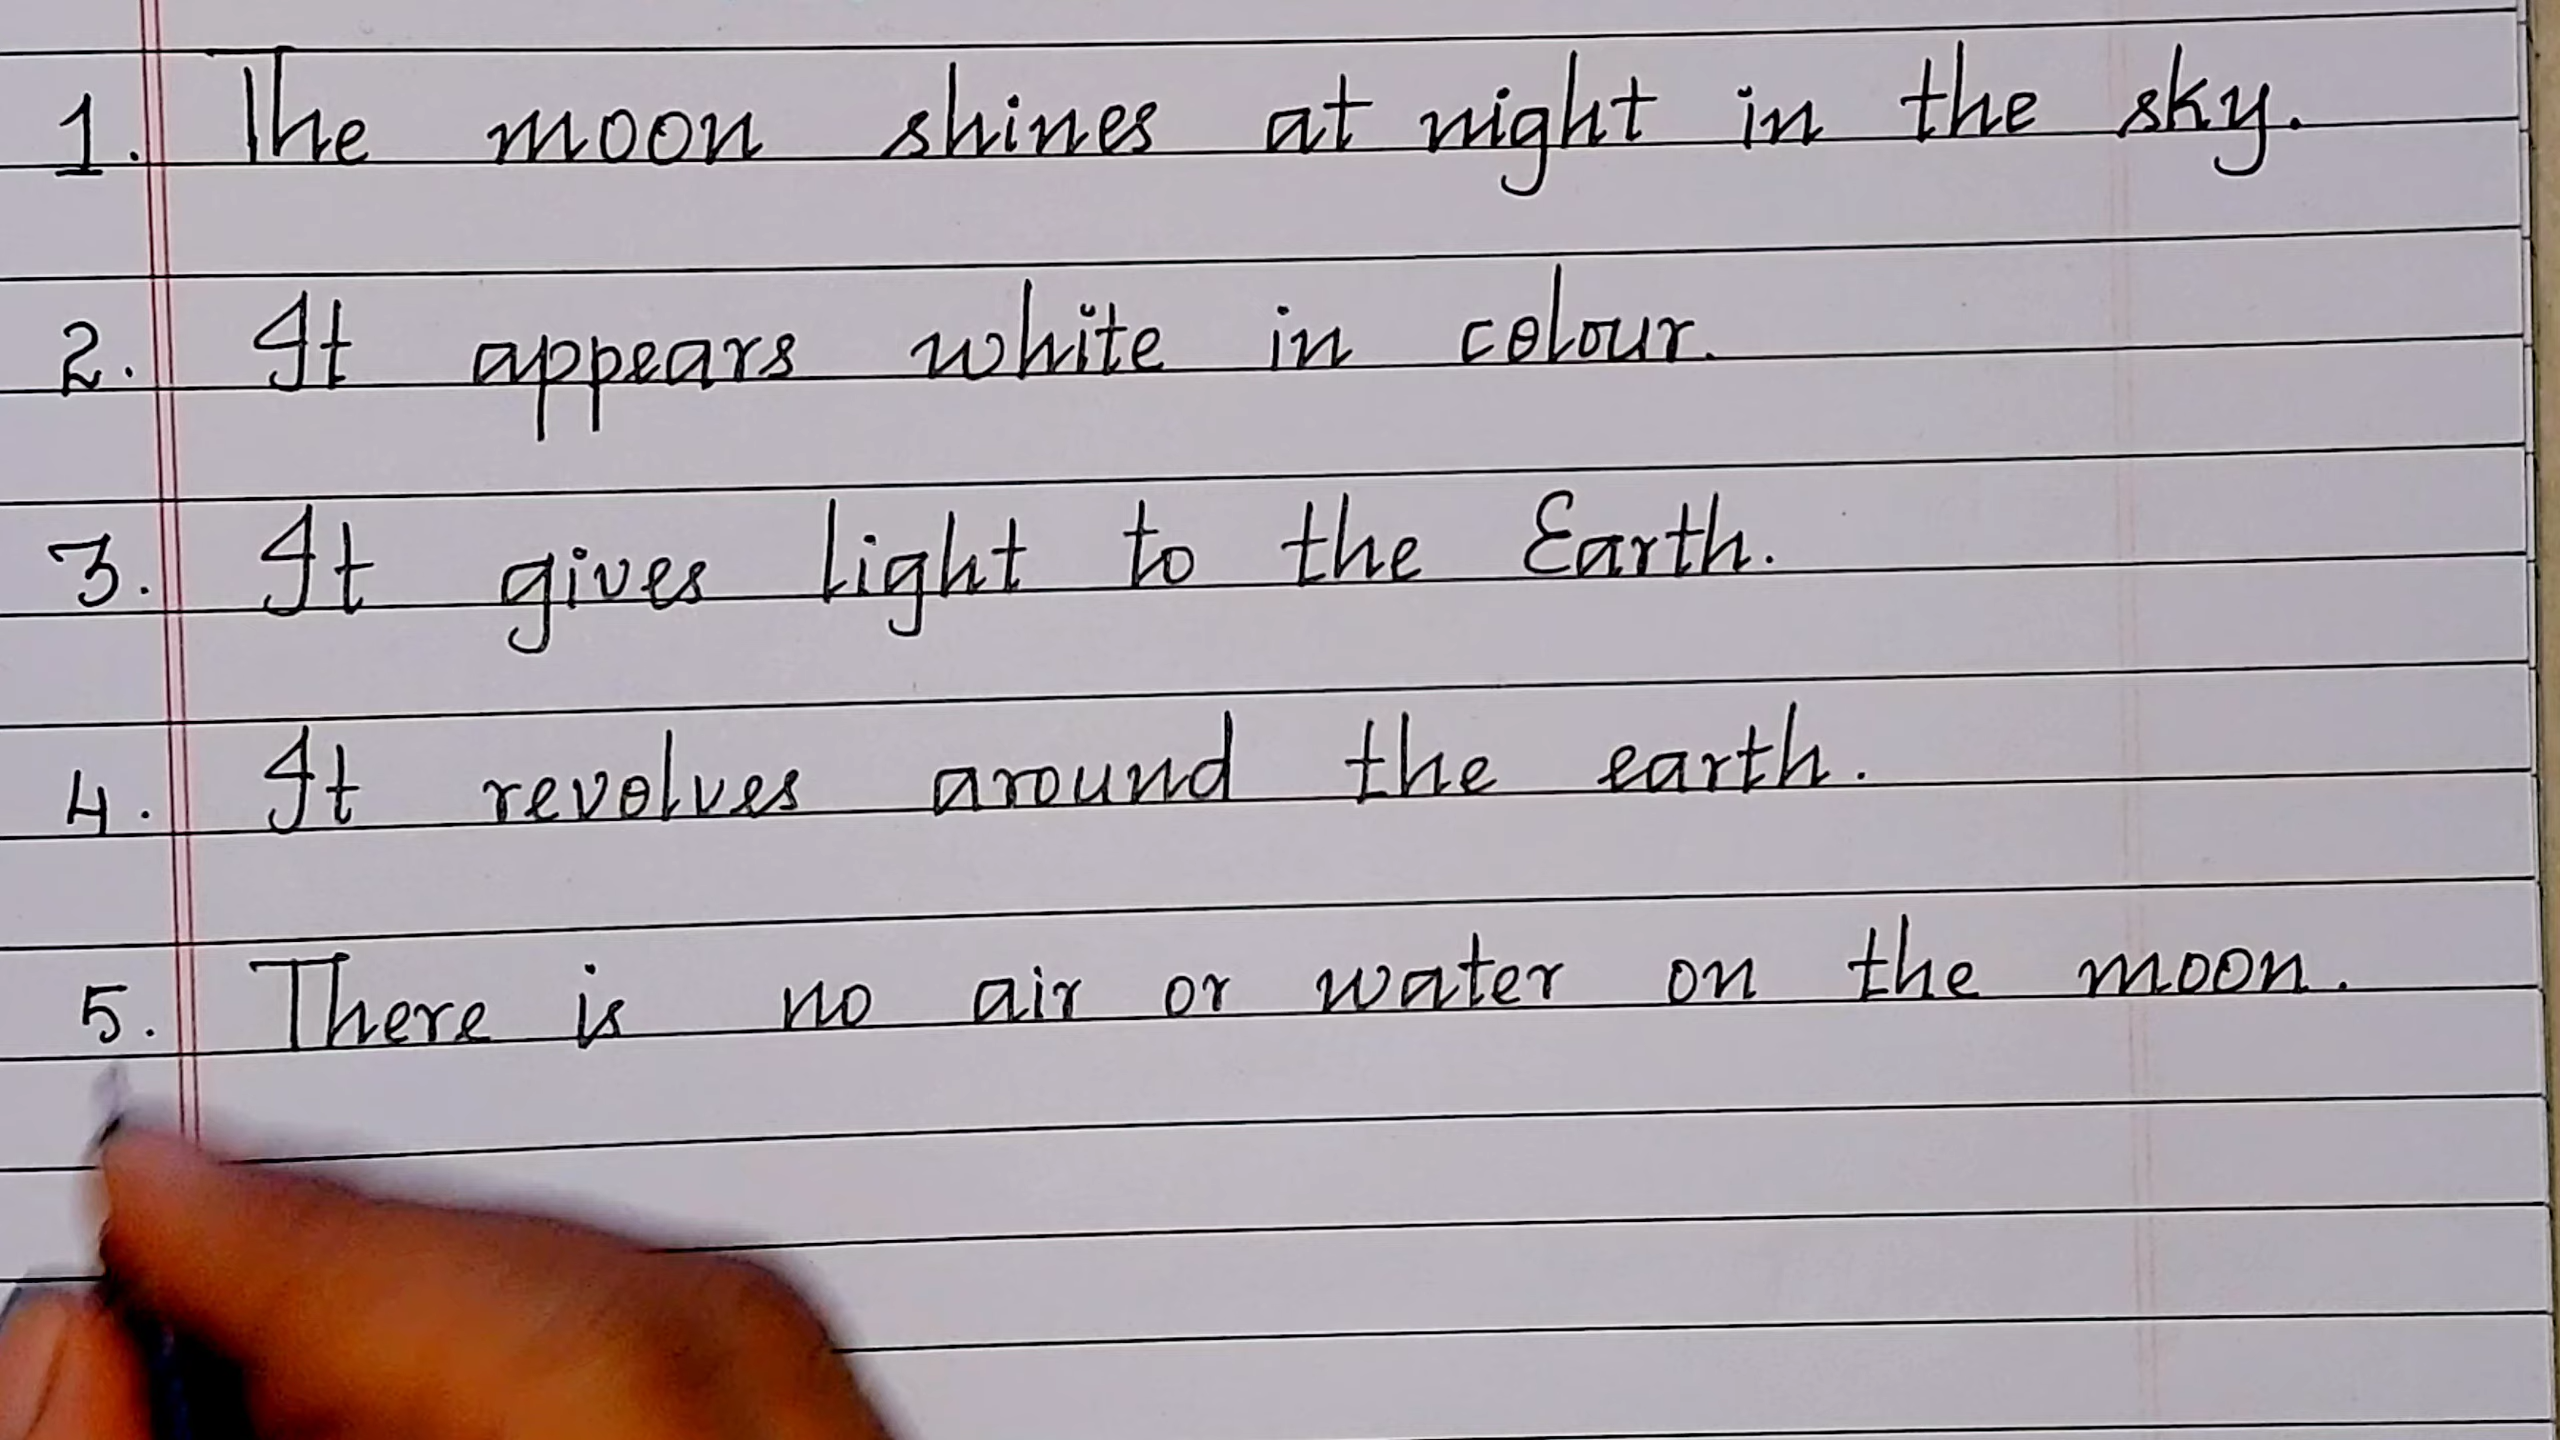 1. The moon shines at night in the sky.
2. It appears white in colour.
3. It gives light to the Earth.
4. It revolves around the earth.
5. There is no air or water on the moon.